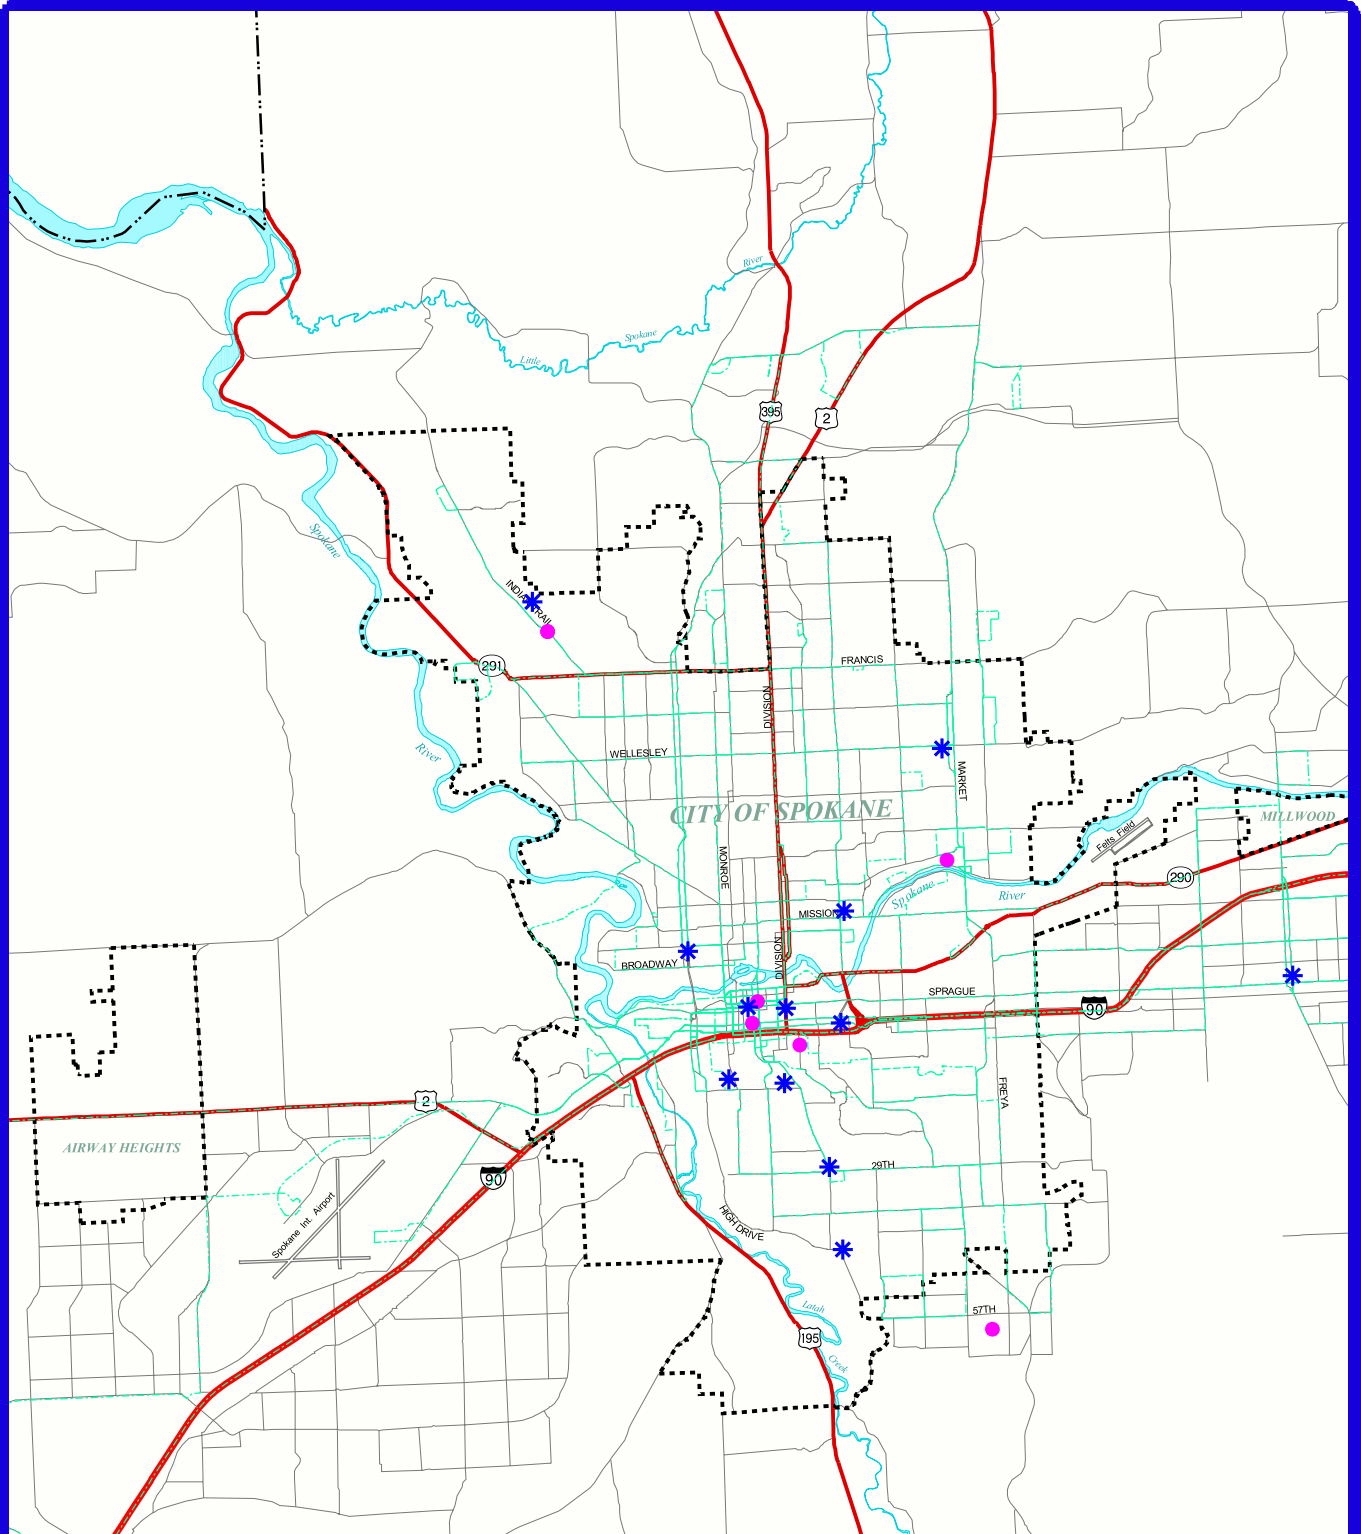 River
Spokane
Little
395
2
Spokane
INDIAN TRAIL
291
FRANCIS
DIVISION
River
WELLESLEY
MARKET
CITY OF SPOKANE
MILLWOOD
Felts Field
MONROE
290
Spokane
River
MISSION
DIVISION
BROADWAY
SPRAGUE
90
FREYA
2
AIRWAY HEIGHTS
90
29TH
Spokane Int. Airport
HIGH DRIVE
Latah
57TH
195
Creek